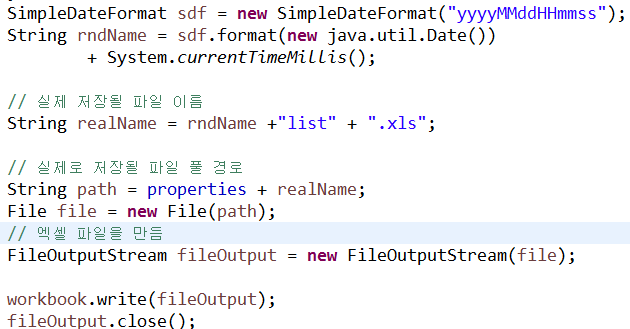 SimpleDateFormat sdf = new SimpleDateFormat("yyyyMMddHHmmss");
String rndName = sdf.format(new java.util.Date())
+ System.currentTimeMillis();
// 실제 저장될 파일 이름
String realName = rndName +"list" + ".xls";
// 실제로 저장될 파일 풀 경로
String path = properties + realName;
File file = new File(path);
// 엑셀 파일을 만듬
FileOutputStream fileOutput = new FileOutputStream(file);
workbook.write(fileOutput);
fileOutput.close();